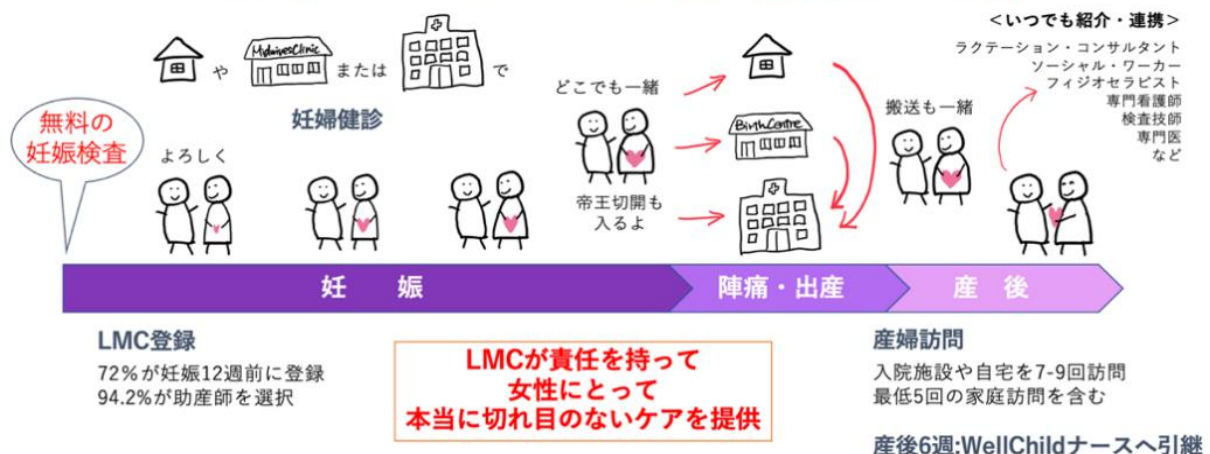 <いつでも紹介・連携>
ラクテーション・コンサルタント
ソーシャル・ワーカー
フィジオセラピスト
専門看護師
検査技師
専門医
など
や
MidwivesClinic
または
で
妊婦健診
無料の
妊娠検査
よろしく
どこでも一緒
帝王切開も
入るよ
BirthCentre
搬送も一緒
妊 娠
陣痛・出産
産 後
LMC登録
72%が妊娠12週前に登録
94.2%が助産師を選択
LMCが責任を持って
女性にとって
本当に切れ目のないケアを提供
産婦訪問
入院施設や自宅を7-9回訪問
最低5回の家庭訪問を含む
産後6週:WellChildナースへ引継